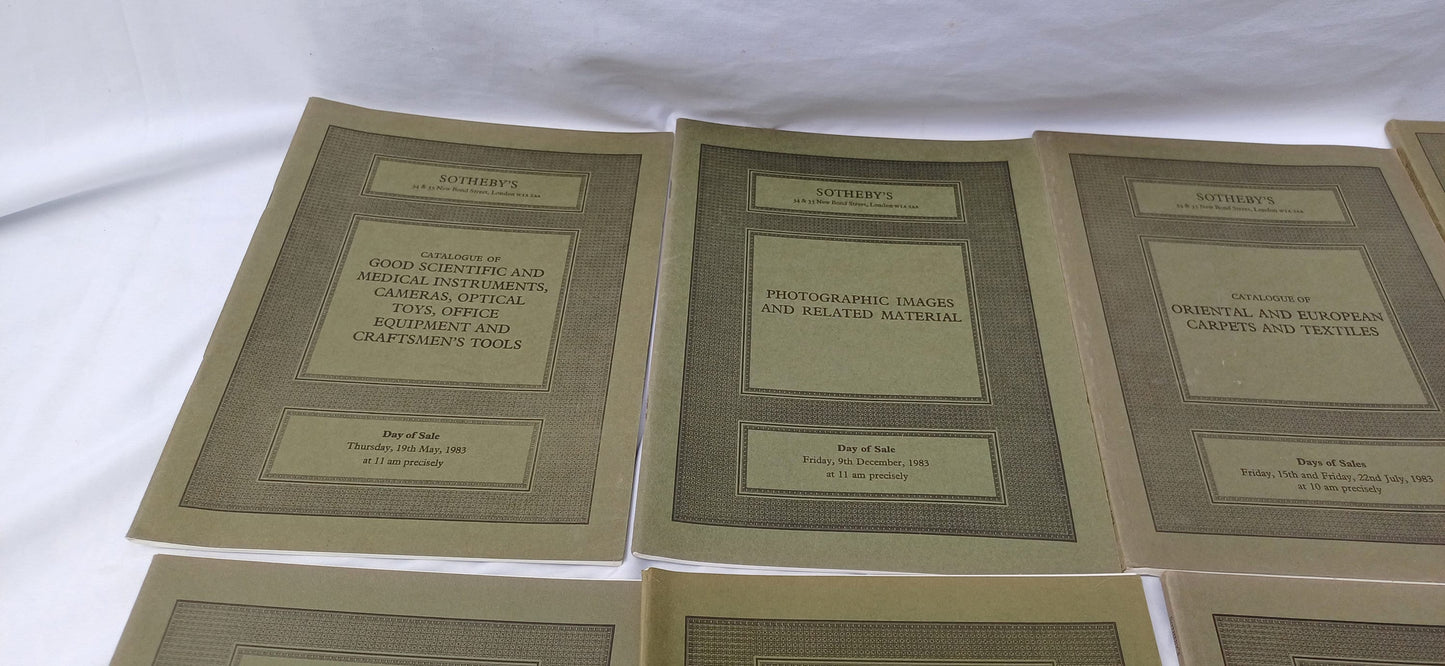 SOTHEBY'S
34 & 35 New Bond Street, London W1A 2AA
CATALOGUE OF
GOOD SCIENTIFIC AND
MEDICAL INSTRUMENTS,
CAMERAS, OPTICAL
TOYS, OFFICE
EQUIPMENT AND
CRAFTSMEN'S TOOLS
Day of Sale
Thursday, 19th May, 1983
at 11 am precisely
SOTHEBY'S
34 & 35 New Bond Street, London W1A 2AA
PHOTOGRAPHIC IMAGES
AND RELATED MATERIAL
Day of Sale
Friday, 9th December, 1983
at 11 am precisely
SOTHEBY'S
34 & 35 New Bond Street, London W1A 2AA
CATALOGUE OF
ORIENTAL AND EUROPEAN
CARPETS AND TEXTILES
Days of Sales
Friday, 15th and Friday, 22nd July, 1983
at 10 am precisely